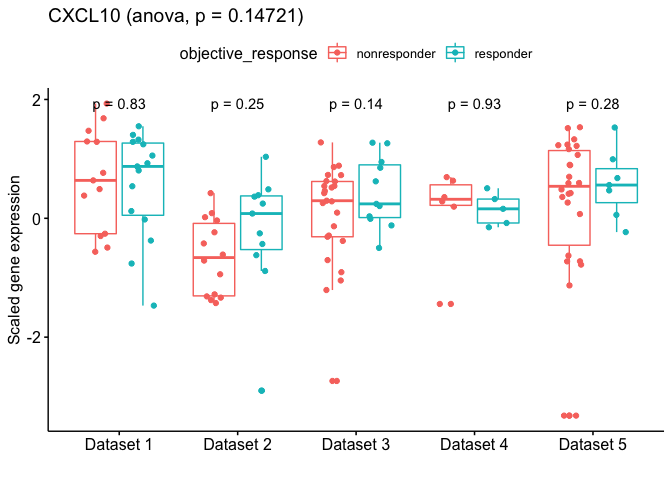 CXCL10 (anova, p = 0.14721)
objective_response nonresponder responder
p = 0.83 p = 0.25 p = 0.14 p = 0.93 p = 0.28
Scaled gene expression
2
0
-2
Dataset 1 Dataset 2 Dataset 3 Dataset 4 Dataset 5